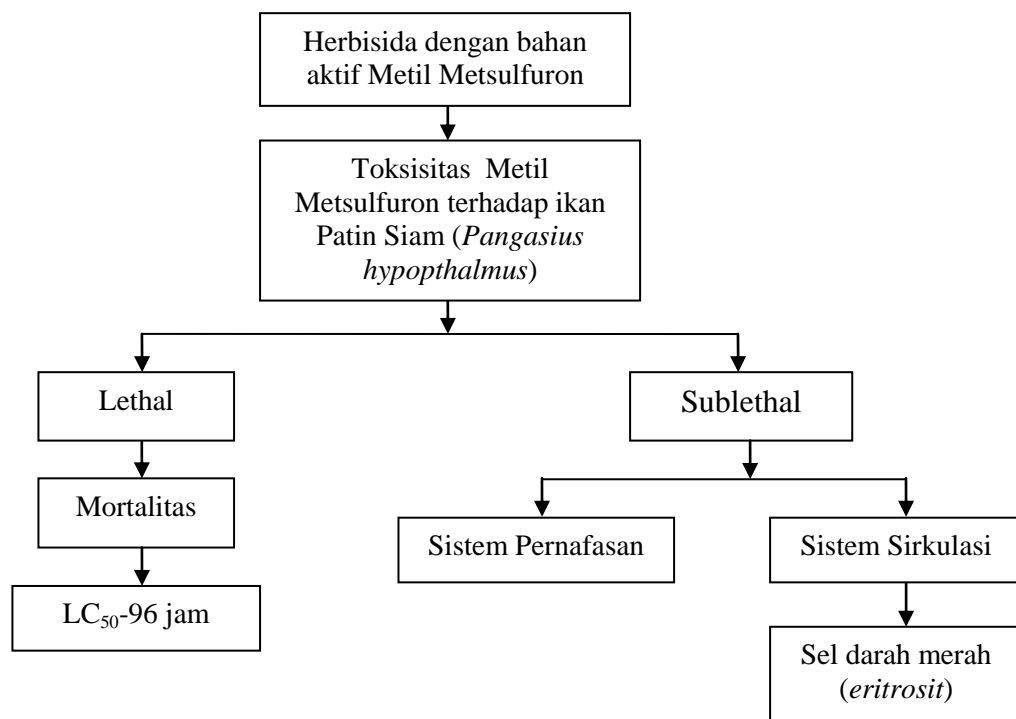 Herbisida dengan bahan
aktif Metil Metsulfuron
Toksisitas Metil
Metsulfuron terhadap ikan
Patin Siam (Pangasius
hypopthalmus)
Lethal
Sublethal
Mortalitas
Sistem Pernafasan
Sistem Sirkulasi
LC₅₀-96 jam
Sel darah merah
(eritrosit)